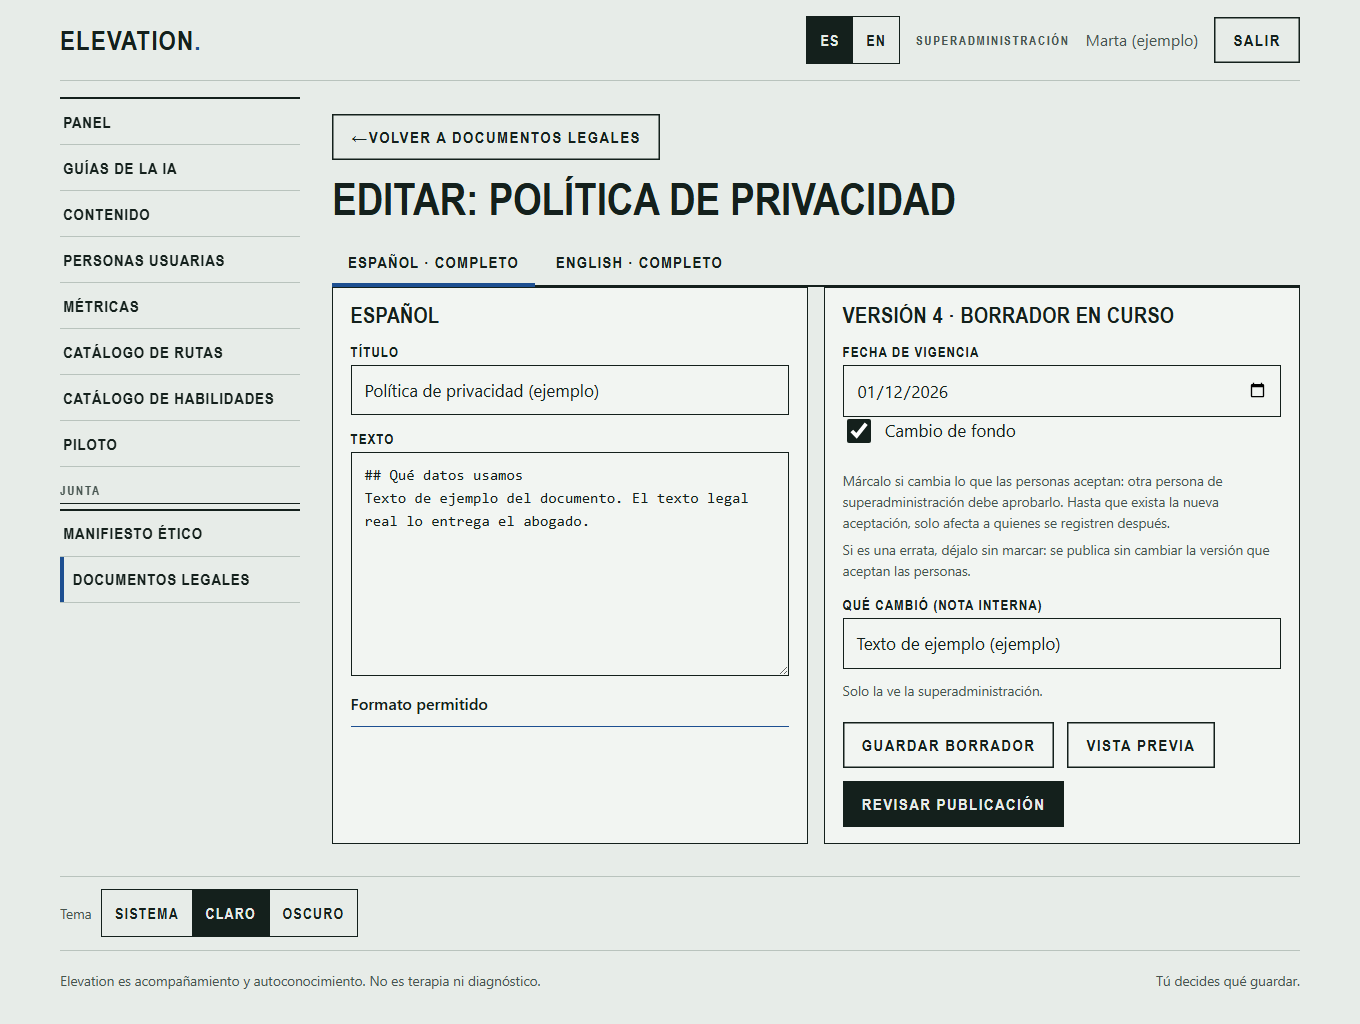 ELEVATION.
ES EN SUPERADMINISTRACIÓN Marta (ejemplo) SALIR
PANEL
GUÍAS DE LA IA
CONTENIDO
PERSONAS USUARIAS
MÉTRICAS
CATÁLOGO DE RUTAS
CATÁLOGO DE HABILIDADES
PILOTO
JUNTA
MANIFIESTO ÉTICO
DOCUMENTOS LEGALES
←VOLVER A DOCUMENTOS LEGALES
EDITAR: POLÍTICA DE PRIVACIDAD
ESPAÑOL · COMPLETO ENGLISH · COMPLETO
ESPAÑOL
TÍTULO
Política de privacidad (ejemplo)
TEXTO
## Qué datos usamos
Texto de ejemplo del documento. El texto legal
real lo entrega el abogado.
Formato permitido
VERSIÓN 4 · BORRADOR EN CURSO
FECHA DE VIGENCIA
01/12/2026
Cambio de fondo
Márcalo si cambia lo que las personas aceptan: otra persona de
superadministración debe aprobarlo. Hasta que exista la nueva
aceptación, solo afecta a quienes se registren después.
Si es una errata, déjalo sin marcar: se publica sin cambiar la versión que
aceptan las personas.
QUÉ CAMBIÓ (NOTA INTERNA)
Texto de ejemplo (ejemplo)
Solo la ve la superadministración.
GUARDAR BORRADOR VISTA PREVIA
REVISAR PUBLICACIÓN
Tema SISTEMA CLARO OSCURO
Elevation es acompañamiento y autoconocimiento. No es terapia ni diagnóstico.
Tú decides qué guardar.